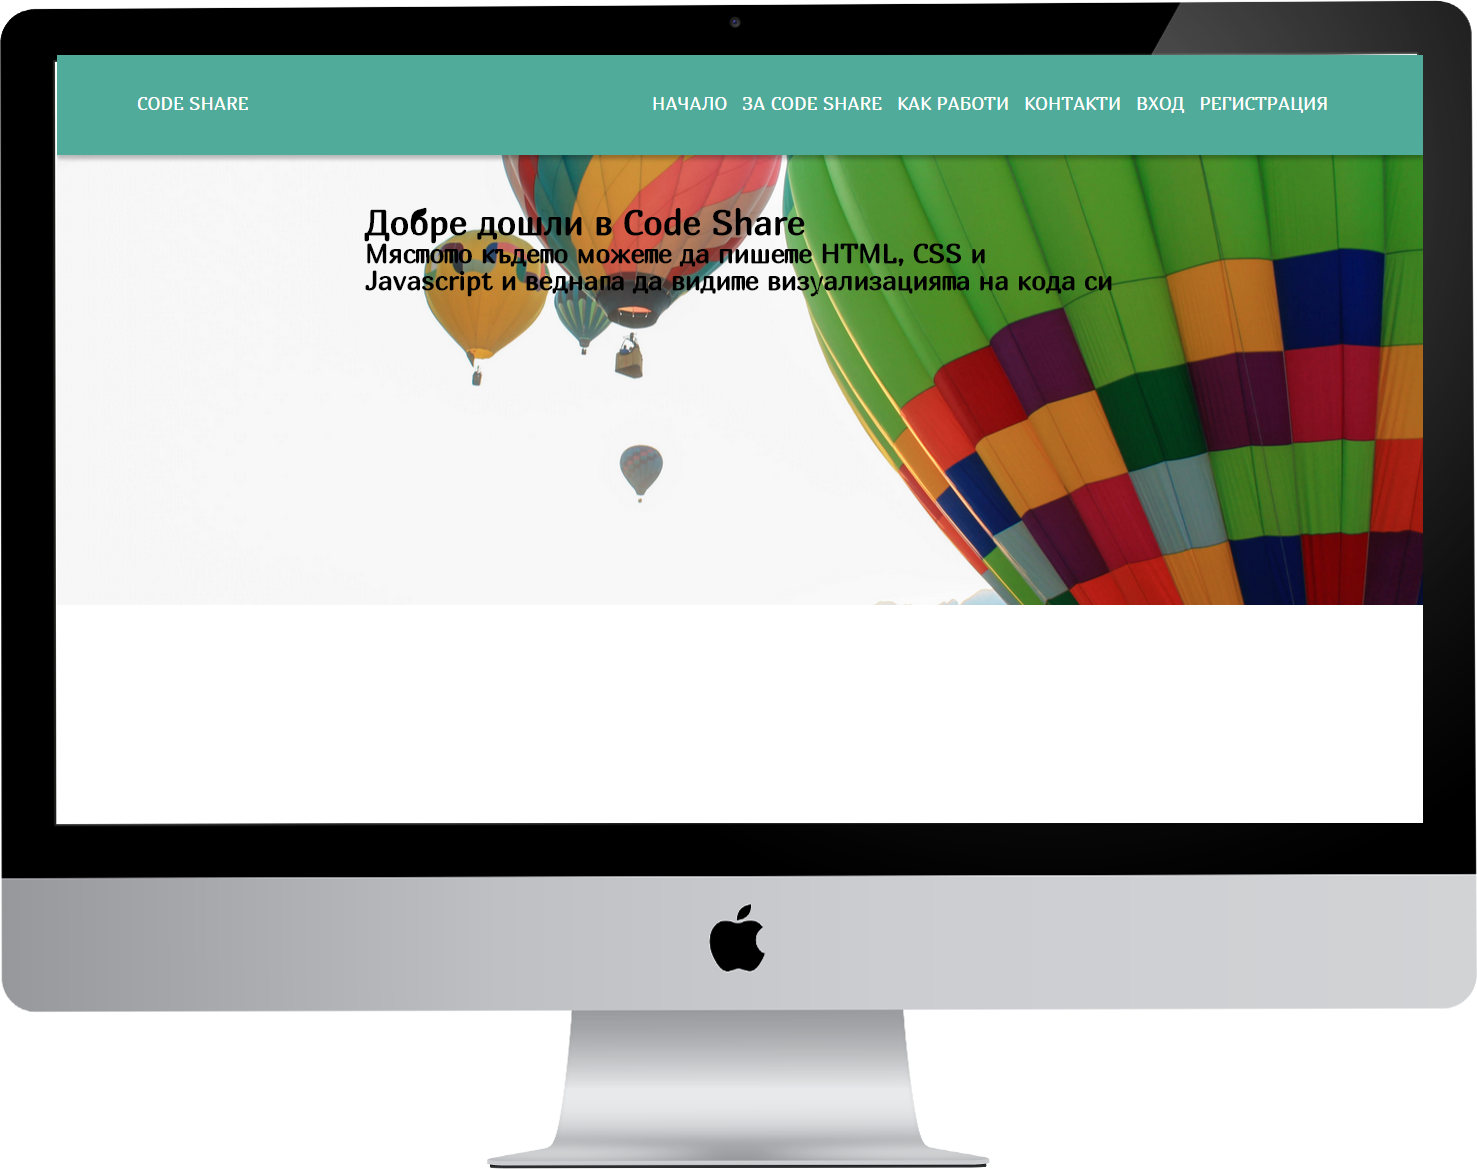 CODE SHARE
НАЧАЛО ЗА CODE SHARE КАК РАБОТИ КОНТАКТИ ВХОД РЕГИСТРАЦИЯ
Добре дошли в Code Share
Мястото където можете да пишете HTML, CSS и
Javascript и веднапа да видите визуализацията на кода си